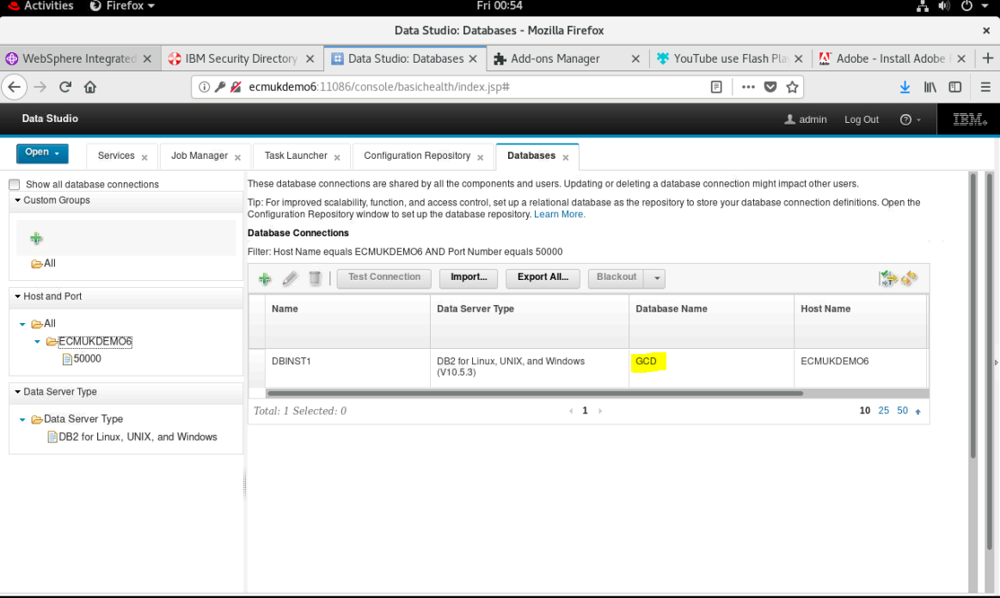 Activities Firefox Fri 00:54
Data Studio: Databases - Mozilla Firefox
WebSphere Integrated IBM Security Directory Data Studio: Databases Add-ons Manager YouTube use Flash Pla Adobe - Install Adobe F
ecmukdemo6:11086/console/basichealth/index.jsp#
Data Studio admin Log Out IBM
Open Services Job Manager Task Launcher Configuration Repository Databases
Show all database connections
Custom Groups
All
Host and Port
All
ECMUKDEMO6
50000
Data Server Type
Data Server Type
DB2 for Linux, UNIX, and Windows
These database connections are shared by all the components and users. Updating or deleting a database connection might impact other users.
Tip: For improved scalability, function, and access control, set up a relational database as the repository to store your database connection definitions. Open the
Configuration Repository window to set up the database repository. Learn More.
Database Connections
Filter: Host Name equals ECMUKDEMO6 AND Port Number equals 50000
Test Connection Import... Export All... Blackout
Name Data Server Type Database Name Host Name
DBINST1 DB2 for Linux, UNIX, and Windows GCD ECMUKDEMO6
(V10.5.3)
Total: 1 Selected: 0 1 10 25 50